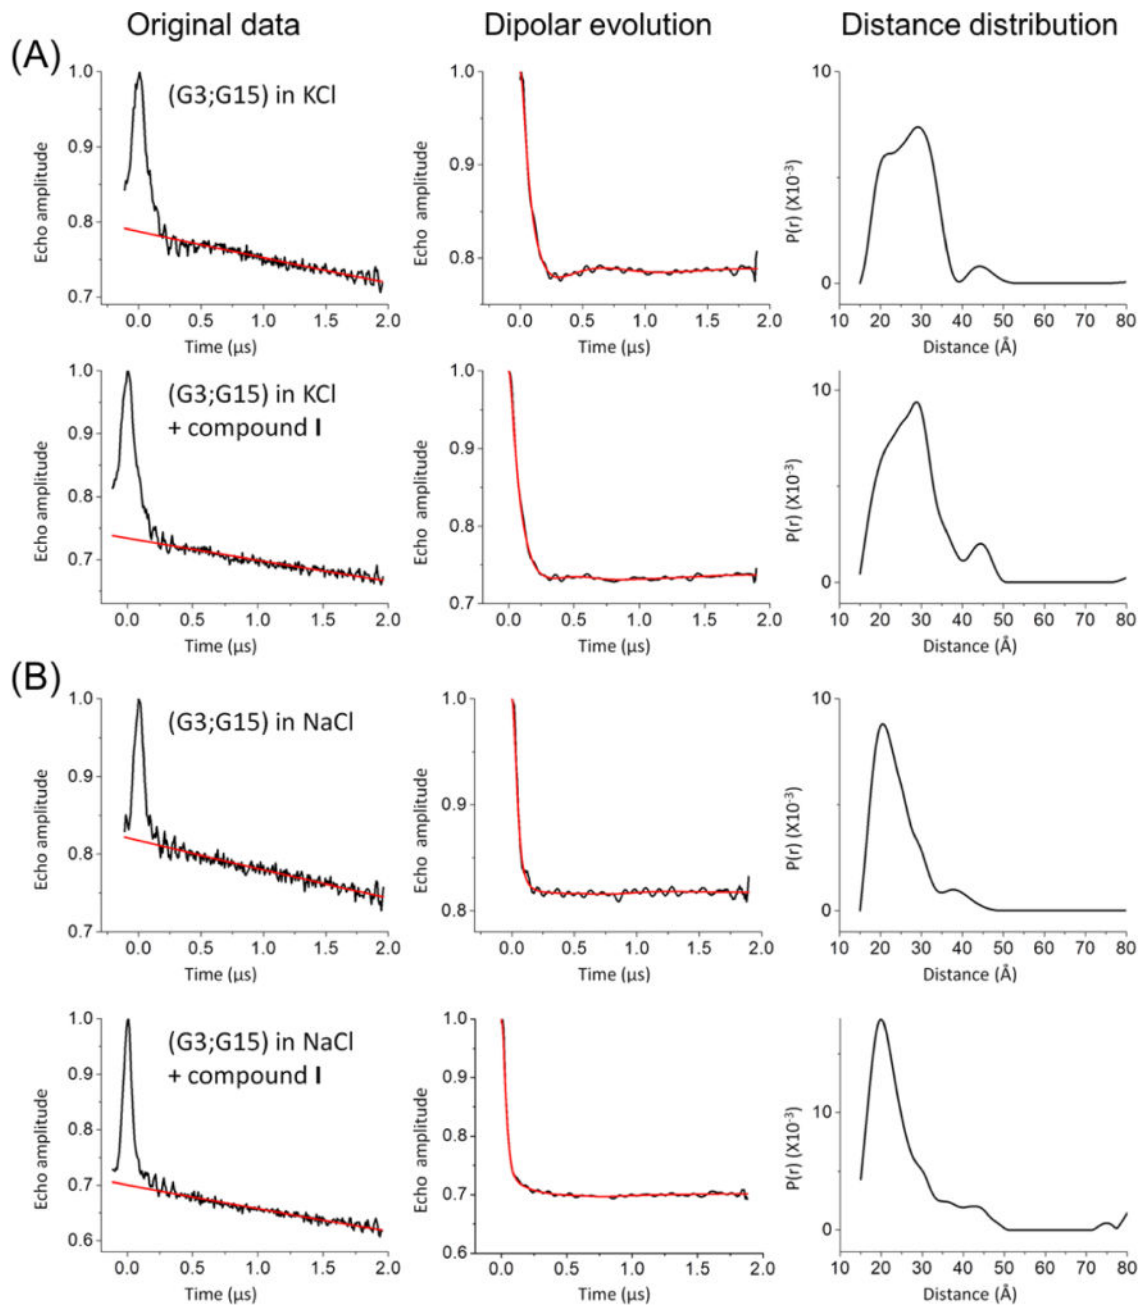 Original data
Dipolar evolution
Distance distribution
(A)
(G3;G15) in KCl
Echo amplitude
1.0
0.9
0.8
0.7
0.0 0.5 1.0 1.5 2.0
Time (µs)
Echo amplitude
1.0
0.9
0.8
0.0 0.5 1.0 1.5 2.0
Time (µs)
P(r) (X10-3)
10
0
10 20 30 40 50 60 70 80
Distance (Å)
(G3;G15) in KCl
+ compound I
Echo amplitude
1.0
0.9
0.8
0.7
0.0 0.5 1.0 1.5 2.0
Time (µs)
Echo amplitude
1.0
0.9
0.8
0.7
0.0 0.5 1.0 1.5 2.0
Time (µs)
P(r) (X10-3)
10
0
10 20 30 40 50 60 70 80
Distance (Å)
(B)
(G3;G15) in NaCl
Echo amplitude
1.0
0.9
0.8
0.7
0.0 0.5 1.0 1.5 2.0
Time (µs)
Echo amplitude
1.0
0.9
0.8
0.0 0.5 1.0 1.5 2.0
Time (µs)
P(r) (X10-3)
10
0
10 20 30 40 50 60 70 80
Distance (Å)
(G3;G15) in NaCl
+ compound I
Echo amplitude
1.0
0.9
0.8
0.7
0.6
0.0 0.5 1.0 1.5 2.0
Time (µs)
Echo amplitude
1.0
0.9
0.8
0.7
0.6
0.0 0.5 1.0 1.5 2.0
Time (µs)
P(r) (X10-3)
10
0
10 20 30 40 50 60 70 80
Distance (Å)